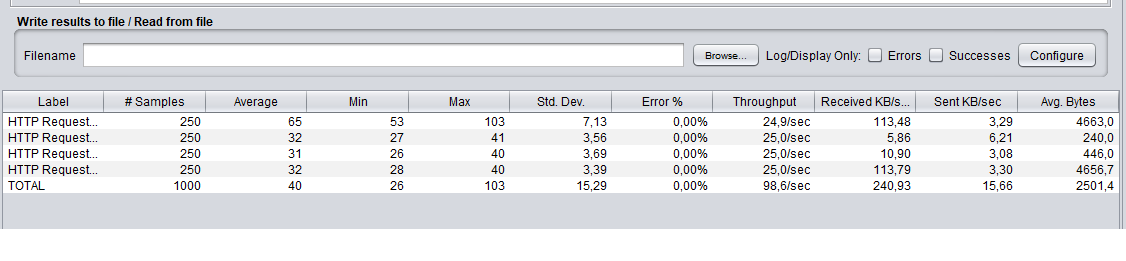 Write results to file / Read from file
Filename Browse... Log/Display Only: Errors Successes Configure
Label # Samples Average Min Max Std. Dev. Error % Throughput Received KB/s... Sent KB/sec Avg. Bytes
HTTP Request... 250 65 53 103 7,13 0,00% 24,9/sec 113,48 3,29 4663,0
HTTP Request... 250 32 27 41 3,56 0,00% 25,0/sec 5,86 6,21 240,0
HTTP Request... 250 31 26 40 3,69 0,00% 25,0/sec 10,90 3,08 446,0
HTTP Request... 250 32 28 40 3,39 0,00% 25,0/sec 113,79 3,30 4656,7
TOTAL 1000 40 26 103 15,29 0,00% 98,6/sec 240,93 15,66 2501,4